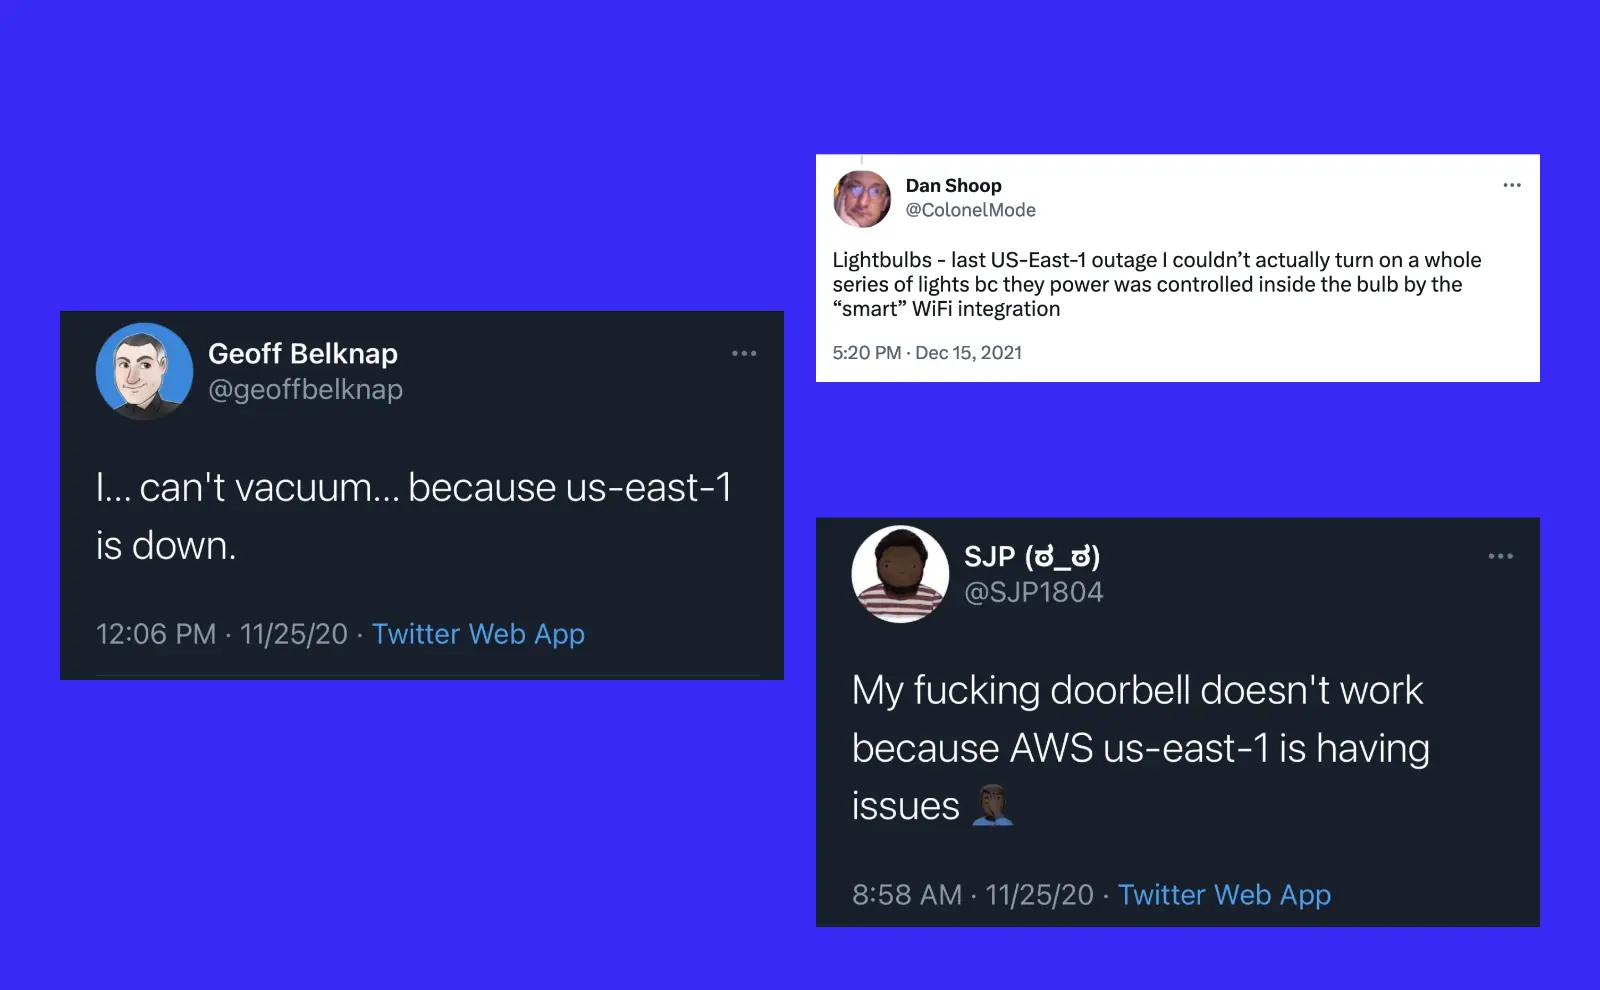 Geoff Belknap
@geoffbelknap
I... can't vacuum... because us-east-1
is down.
12:06 PM · 11/25/20 · Twitter Web App
Dan Shoop
@ColonelMode
Lightbulbs - last US-East-1 outage I couldn’t actually turn on a whole
series of lights bc they power was controlled inside the bulb by the
“smart” WiFi integration
5:20 PM · Dec 15, 2021
SJP (ಠ_ಠ)
@SJP1804
My fucking doorbell doesn't work
because AWS us-east-1 is having
issues 🤦🏿‍♂️
8:58 AM · 11/25/20 · Twitter Web App